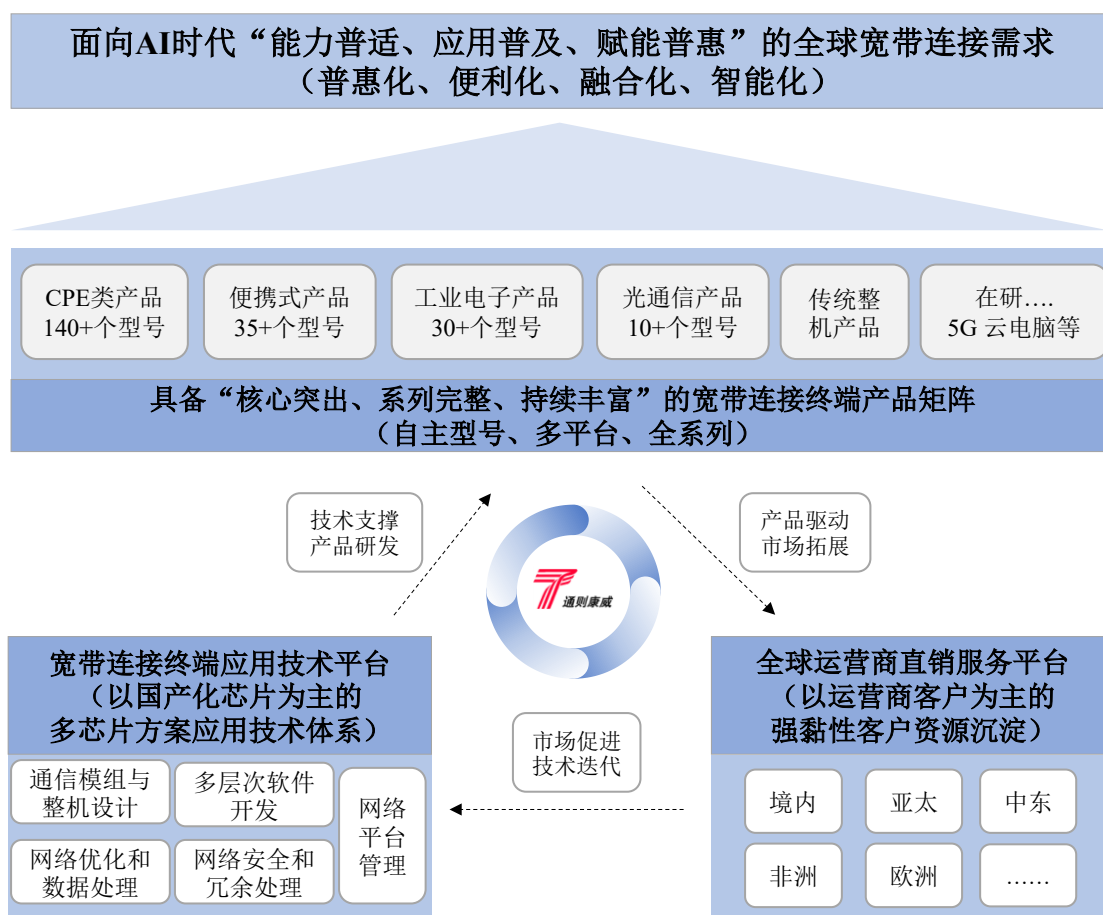 面向AI时代“能力普适、应用普及、赋能普惠”的全球宽带连接需求
（普惠化、便利化、融合化、智能化）
CPE类产品
140+个型号
便携式产品
35+个型号
工业电子产品
30+个型号
光通信产品
10+个型号
传统整
机产品
在研....
5G 云电脑等
具备“核心突出、系列完整、持续丰富”的宽带连接终端产品矩阵
（自主型号、多平台、全系列）
技术支撑
产品研发
产品驱动
市场拓展
通则康威
宽带连接终端应用技术平台
（以国产化芯片为主的
多芯片方案应用技术体系）
通信模组与
整机设计
多层次软件
开发
网络
平台
管理
网络优化和
数据处理
网络安全和
冗余处理
市场促进
技术迭代
全球运营商直销服务平台
（以运营商客户为主的
强黏性客户资源沉淀）
境内
亚太
中东
非洲
欧洲
……